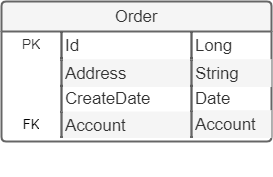 Order
PK Id Long
Address String
CreateDate Date
FK Account Account